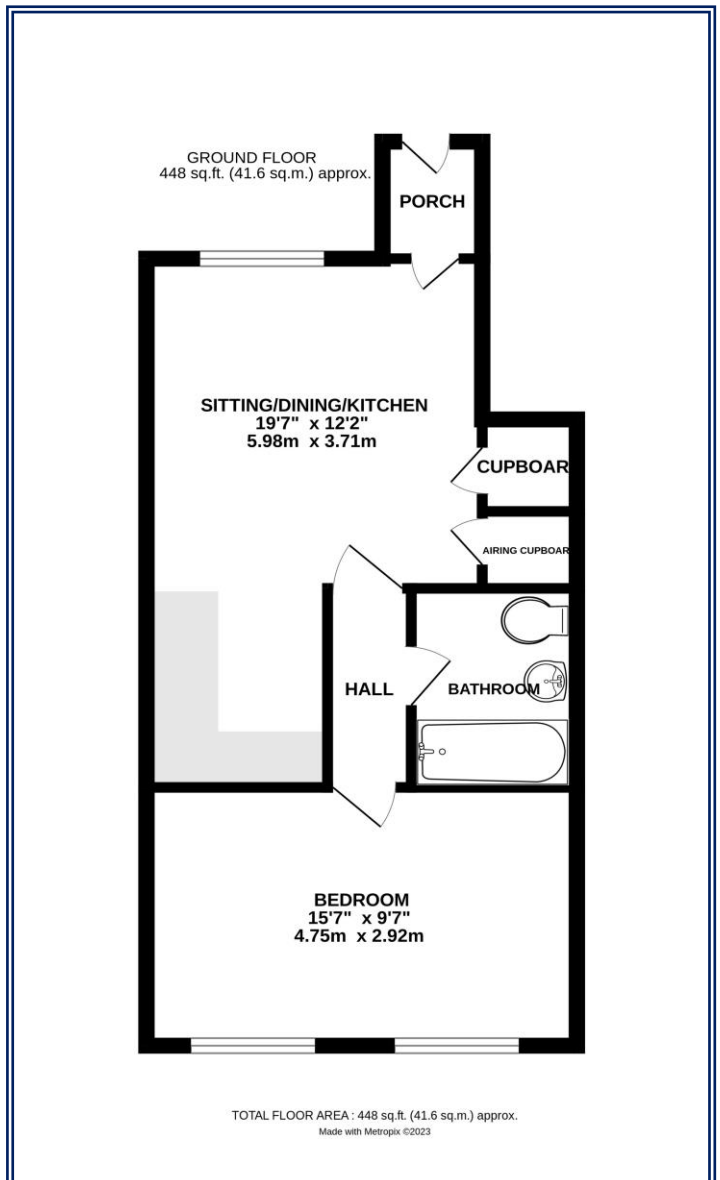 GROUND FLOOR
448 sq.ft. (41.6 sq.m.) approx.
PORCH
SITTING/DINING/KITCHEN
19'7" x 12'2"
5.98m x 3.71m
CUPBOAR
AIRING CUPBOAR
HALL
BATHROOM
BEDROOM
15'7" x 9'7"
4.75m x 2.92m
TOTAL FLOOR AREA : 448 sq.ft. (41.6 sq.m.) approx.
Made with Metropix ©2023